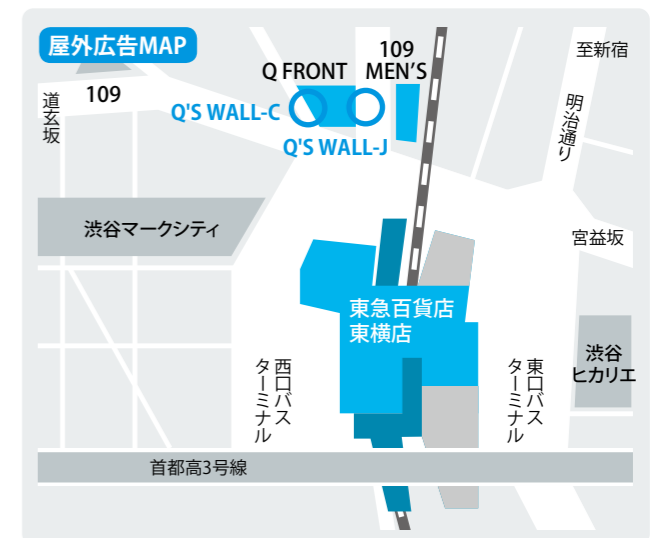 屋外広告MAP
109
Q FRONT MEN'S
至新宿
道玄坂
109
Q'S WALL-C
明治通り
Q'S WALL-J
渋谷マークシティ
宮益坂
東急百貨店
東横店
西口バス
ターミナル
東口バス
ターミナル
渋谷
ヒカリエ
首都高3号線